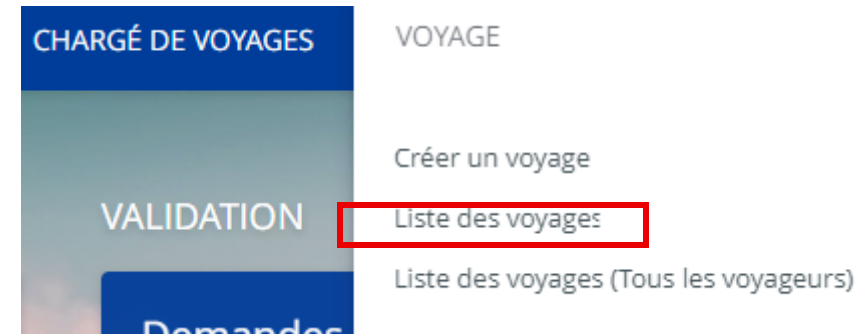 CHARGÉ DE VOYAGES
VOYAGE
Créer un voyage
VALIDATION
Liste des voyages
Liste des voyages (Tous les voyageurs)
Demandes